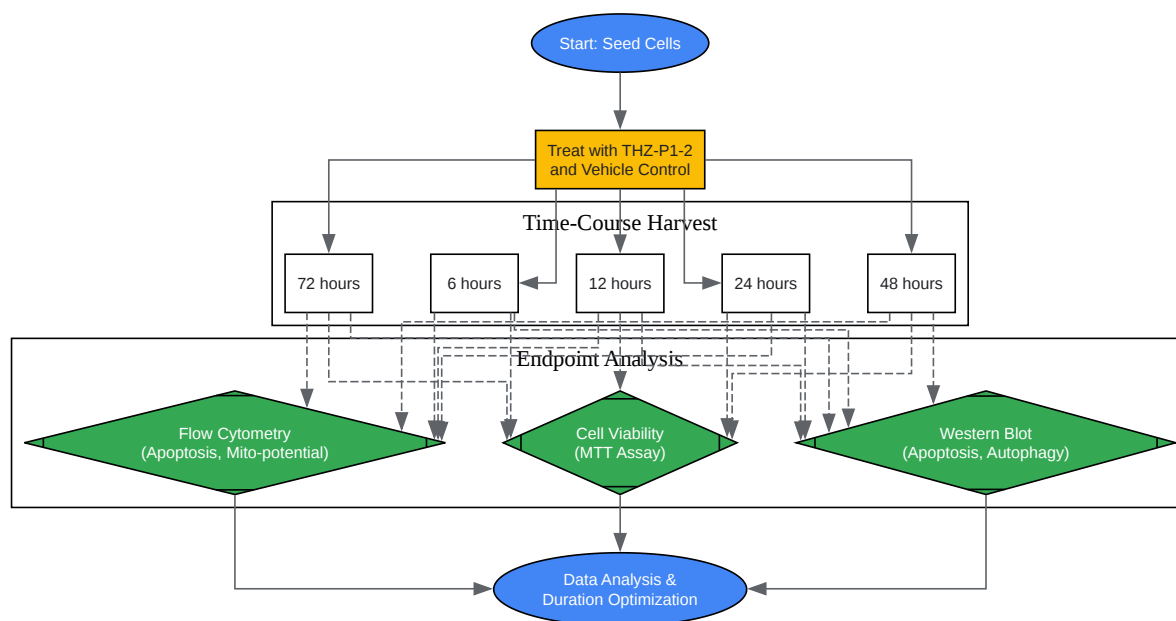 Start: Seed Cells
Treat with THZ-P1-2
and Vehicle Control
Time-Course Harvest
72 hours
6 hours
12 hours
24 hours
48 hours
Endpoint Analysis
Flow Cytometry
(Apoptosis, Mito-potential)
Cell Viability
(MTT Assay)
Western Blot
(Apoptosis, Autophagy)
Data Analysis &
Duration Optimization